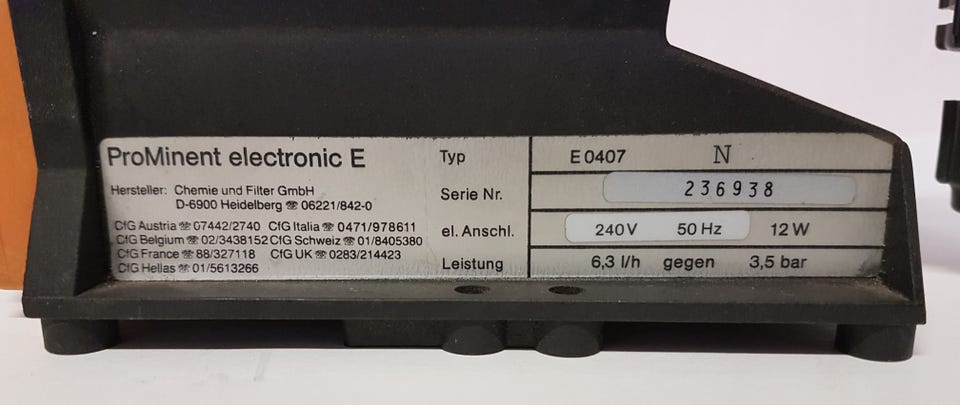 ProMinent electronic E
Hersteller: Chemie und Filter GmbH
D-6900 Heidelberg ☏ 06221/842-0
CfG Austria ☏ 07442/2740 CfG Italia ☏ 0471/978611
CfG Belgium ☏ 02/3438152 CfG Schweiz ☏ 01/8405380
CfG France ☏ 88/327118 CfG UK ☏ 0283/214423
CfG Hellas ☏ 01/5613266
Typ E0407 N
Serie Nr. 236938
el. Anschl. 240V 50 Hz 12W
Leistung 6,3 l/h gegen 3,5 bar